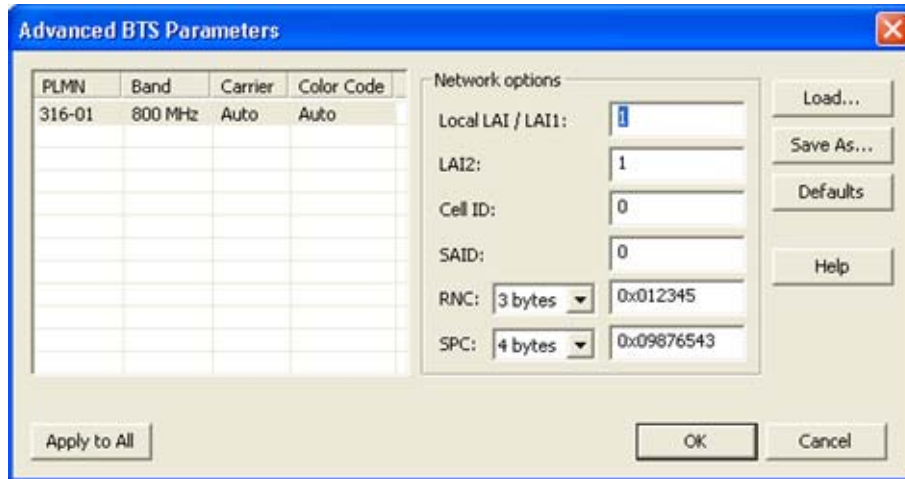 Advanced BTS Parameters
PLMN Band Carrier Color Code
316-01 800 MHz Auto Auto
Network options
Local LAI / LAI1: 1
LAI2: 1
Cell ID: 0
SAID: 0
RNC: 3 bytes 0x012345
SPC: 4 bytes 0x09876543
Load...
Save As...
Defaults
Help
Apply to All
OK
Cancel